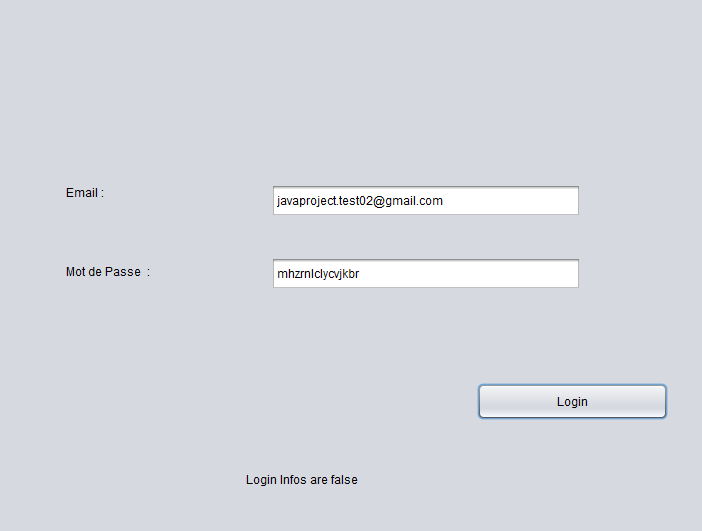 Email :
javaproject.test02@gmail.com
Mot de Passe :
mhzrnlclycvjkbr
Login
Login Infos are false